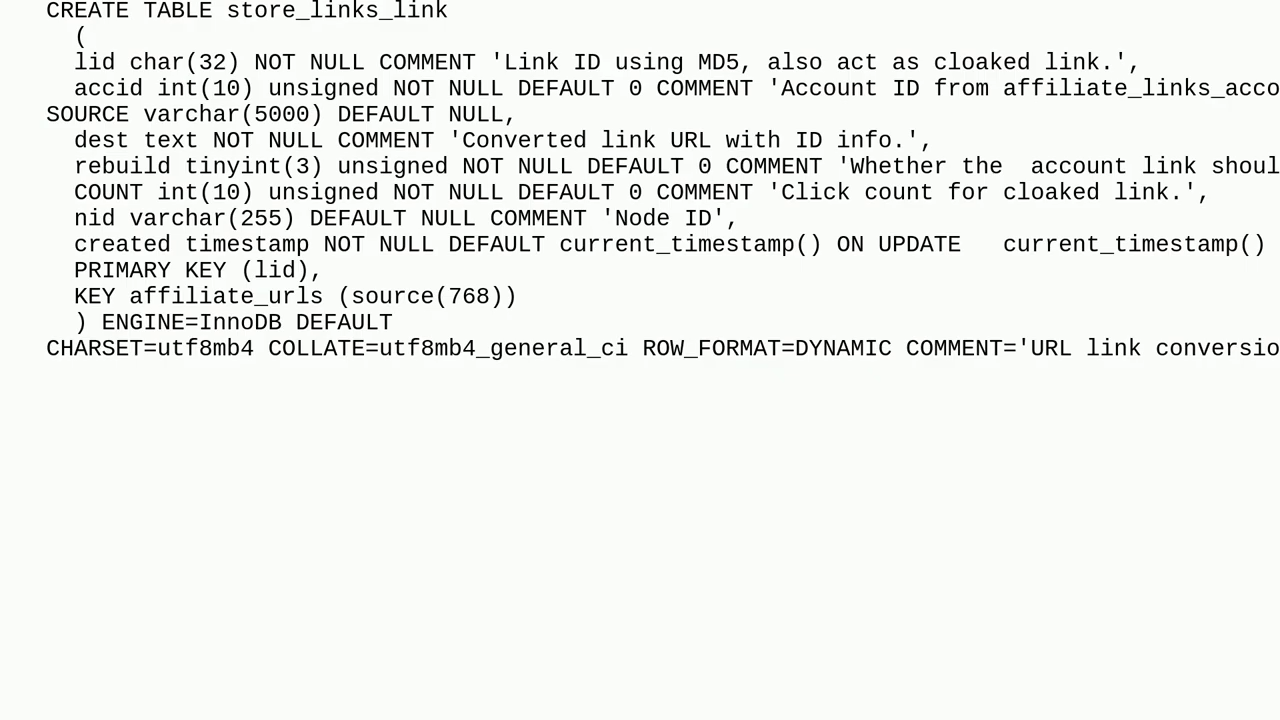 CREATE TABLE store_links_link
(
lid char(32) NOT NULL COMMENT 'Link ID using MD5, also act as cloaked link.',
accid int(10) unsigned NOT NULL DEFAULT 0 COMMENT 'Account ID from affiliate_links_acco
SOURCE varchar(5000) DEFAULT NULL,
dest text NOT NULL COMMENT 'Converted link URL with ID info.',
rebuild tinyint(3) unsigned NOT NULL DEFAULT 0 COMMENT 'Whether the  account link shoul
COUNT int(10) unsigned NOT NULL DEFAULT 0 COMMENT 'Click count for cloaked link.',
nid varchar(255) DEFAULT NULL COMMENT 'Node ID',
created timestamp NOT NULL DEFAULT current_timestamp() ON UPDATE   current_timestamp()
PRIMARY KEY (lid),
KEY affiliate_urls (source(768))
) ENGINE=InnoDB DEFAULT
CHARSET=utf8mb4 COLLATE=utf8mb4_general_ci ROW_FORMAT=DYNAMIC COMMENT='URL link conversio